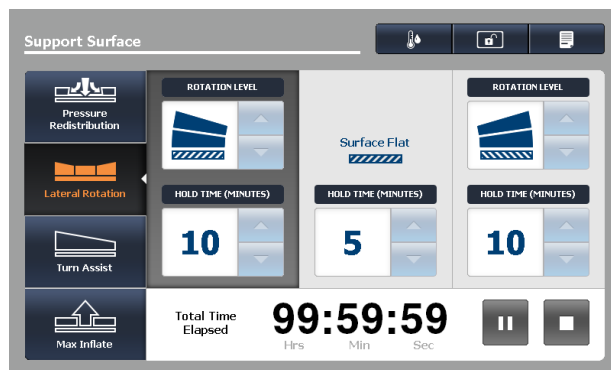 Support Surface
Pressure
Redistribution
Lateral Rotation
Turn Assist
Max Inflate
ROTATION LEVEL
HOLD TIME (MINUTES)
10
Surface Flat
HOLD TIME (MINUTES)
5
ROTATION LEVEL
HOLD TIME (MINUTES)
10
Total Time
Elapsed
99:59:59
Hrs Min Sec